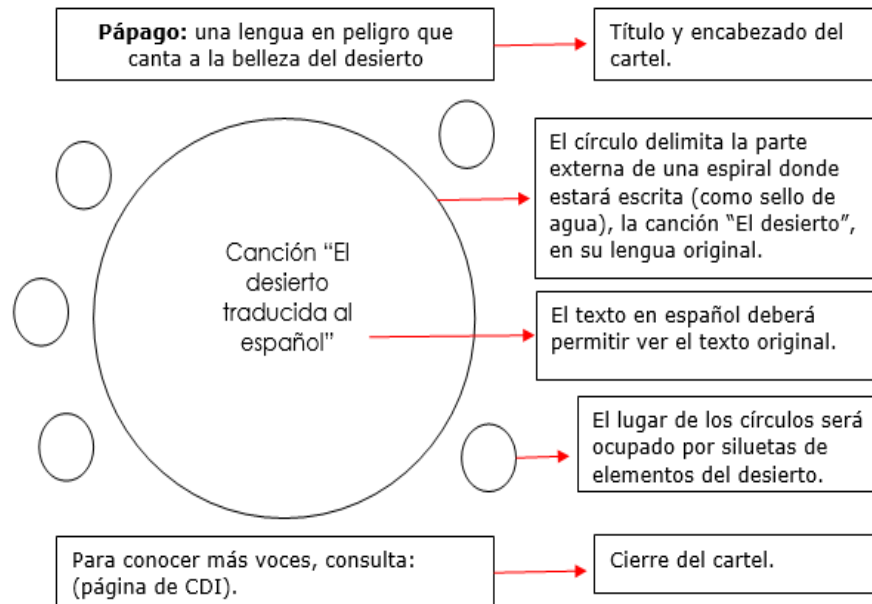 Pápago: una lengua en peligro que
canta a la belleza del desierto
Título y encabezado del
cartel.
El círculo delimita la parte
externa de una espiral donde
estará escrita (como sello de
agua), la canción “El desierto”,
en su lengua original.
Canción “El
desierto
traducida al
español”
El texto en español deberá
permitir ver el texto original.
El lugar de los círculos será
ocupado por siluetas de
elementos del desierto.
Para conocer más voces, consulta:
(página de CDI).
Cierre del cartel.